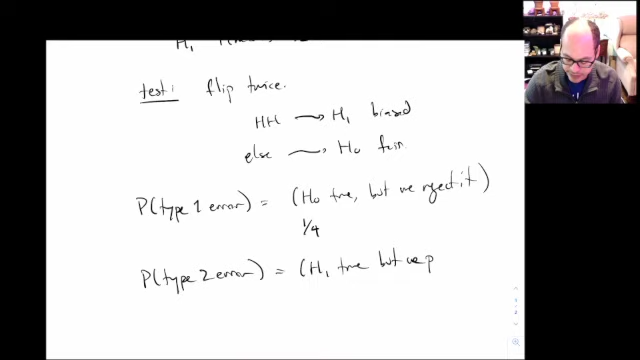 H₁
test: flip twice.
HH → H₁ biased
else → H₀ fair.
P(type 1 error) = (H₀ true, but we reject it)
1/4
P(type 2 error) = (H₁ true but we p